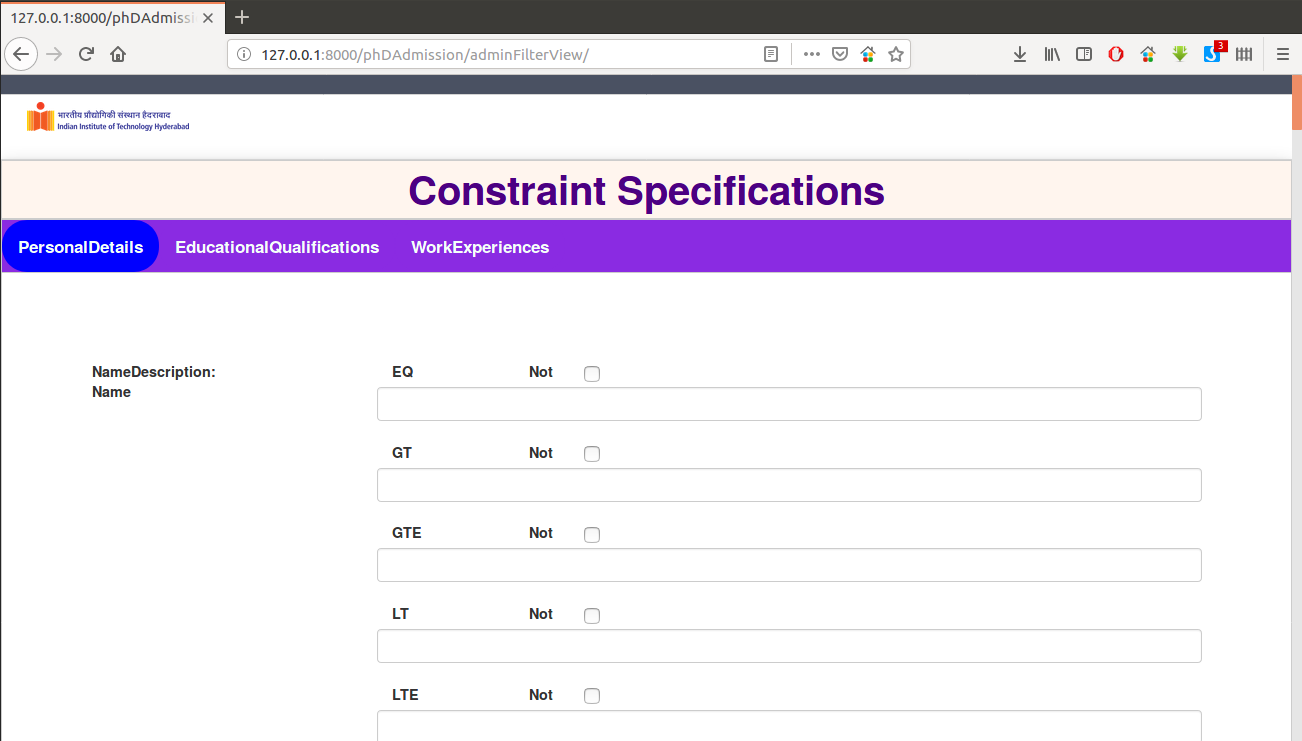 127.0.0.1:8000/phDAdmissi
127.0.0.1:8000/phDAdmission/adminFilterView/
3
भारतीय प्रौद्योगिकी संस्थान हैदराबाद
Indian Institute of Technology Hyderabad
Constraint Specifications
PersonalDetails EducationalQualifications WorkExperiences
NameDescription: EQ Not
Name
GT Not
GTE Not
LT Not
LTE Not